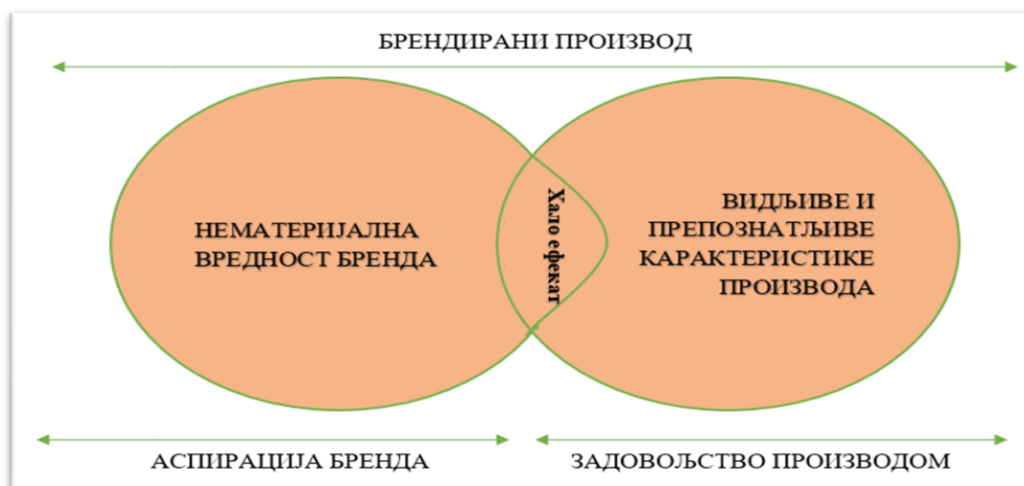 БРЕНДИРАНИ ПРОИЗВОД
НЕМАТЕРИЈАЛНА
ВРЕДНОСТ БРЕНДА
Хало ефекат
ВИДЉИВЕ И
ПРЕПОЗНАТЉИВЕ
КАРАКТЕРИСТИКЕ
ПРОИЗВОДА
АСПИРАЦИЈА БРЕНДА
ЗАДОВОЉСТВО ПРОИЗВОДОМ